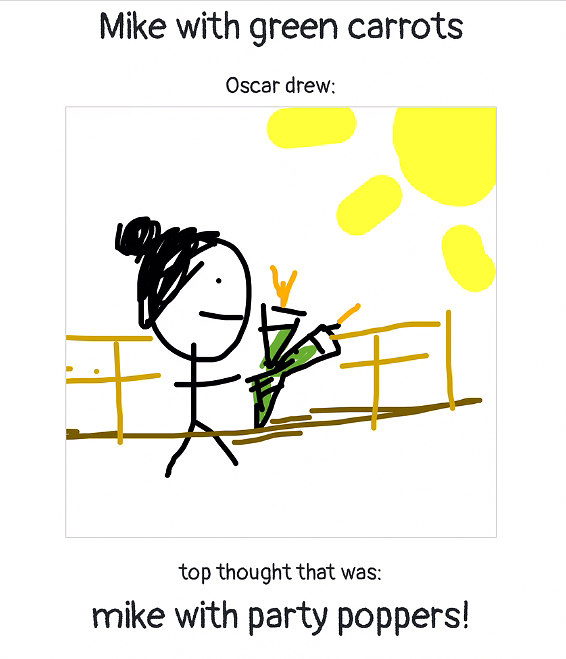 Mike with green carrots
Oscar drew:
top thought that was:
mike with party poppers!